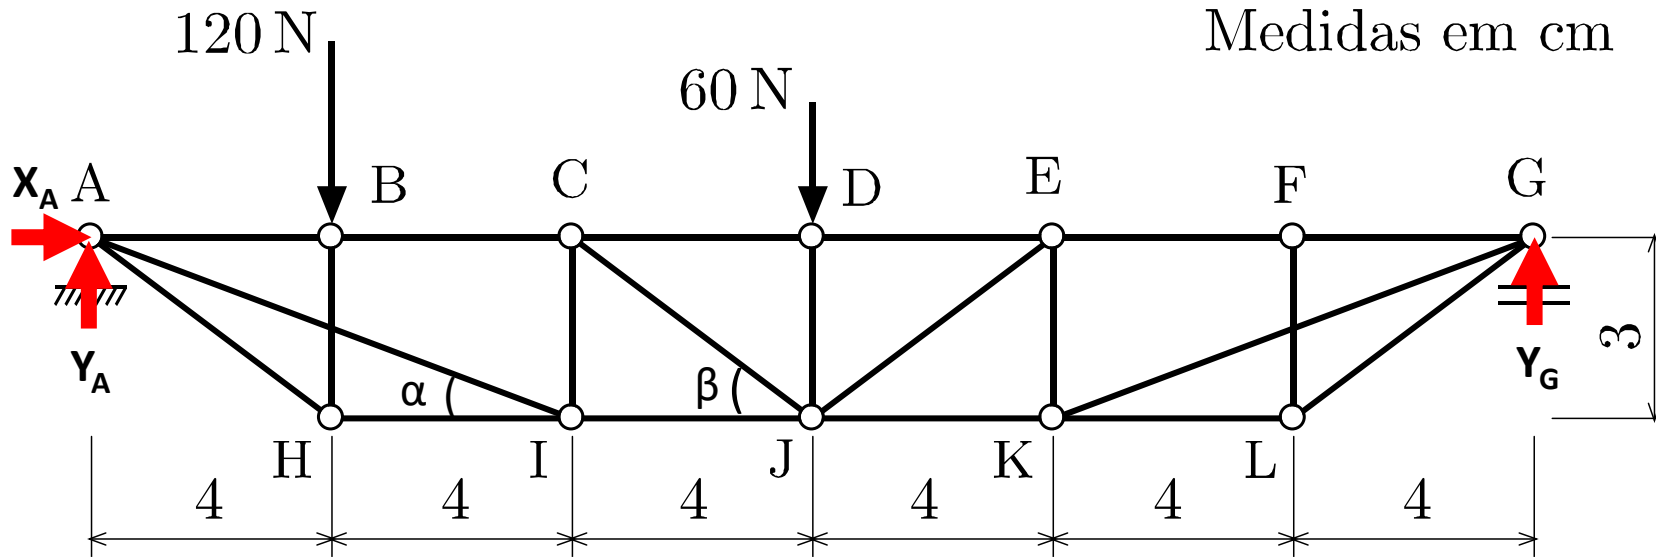 120 N
Medidas em cm
60 N
X_A A B C D E F G
Y_A α β Y_G 3
H I J K L
4 4 4 4 4 4